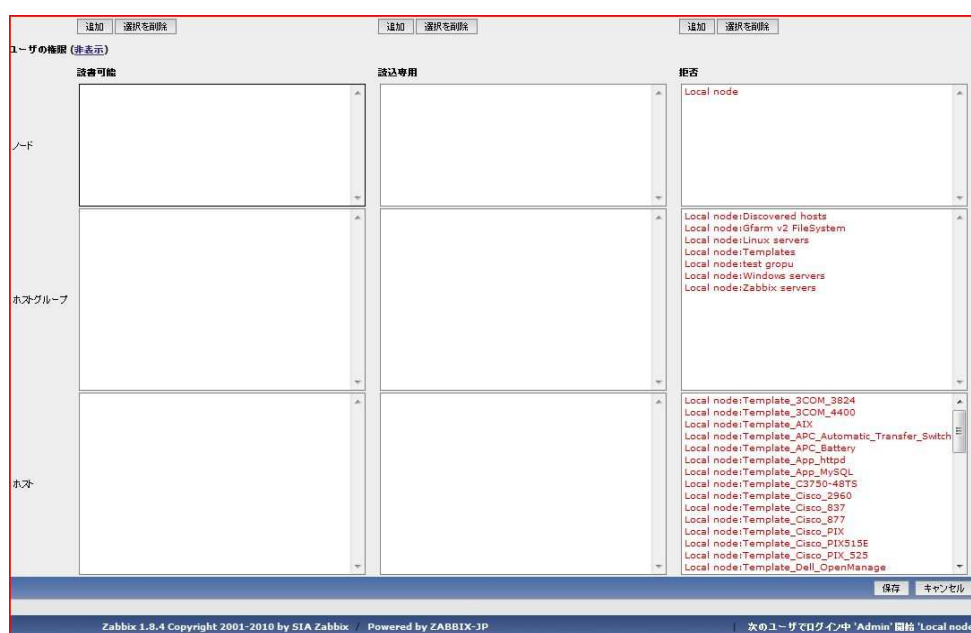 追加 選択を削除 追加 選択を削除 追加 選択を削除
ユーザの権限 (非表示)
読書可能 読込専用 拒否
ノード
Local node
ホストグループ
Local node:Discovered hosts
Local node:Gfarm v2 FileSystem
Local node:Linux servers
Local node:Templates
Local node:test gropu
Local node:Windows servers
Local node:Zabbix servers
ホスト
Local node:Template_3COM_3824
Local node:Template_3COM_4400
Local node:Template_AIX
Local node:Template_APC_Automatic_Transfer_Switch
Local node:Template_APC_Battery
Local node:Template_App_httpd
Local node:Template_App_MySQL
Local node:Template_C3750-48TS
Local node:Template_Cisco_2960
Local node:Template_Cisco_837
Local node:Template_Cisco_877
Local node:Template_Cisco_PIX
Local node:Template_Cisco_PIX515E
Local node:Template_Cisco_PIX_525
Local node:Template_Dell_OpenManage
保存 キャンセル
Zabbix 1.8.4 Copyright 2001-2010 by SIA Zabbix / Powered by ZABBIX-JP | 次のユーザでログイン中 'Admin' 開始 'Local node